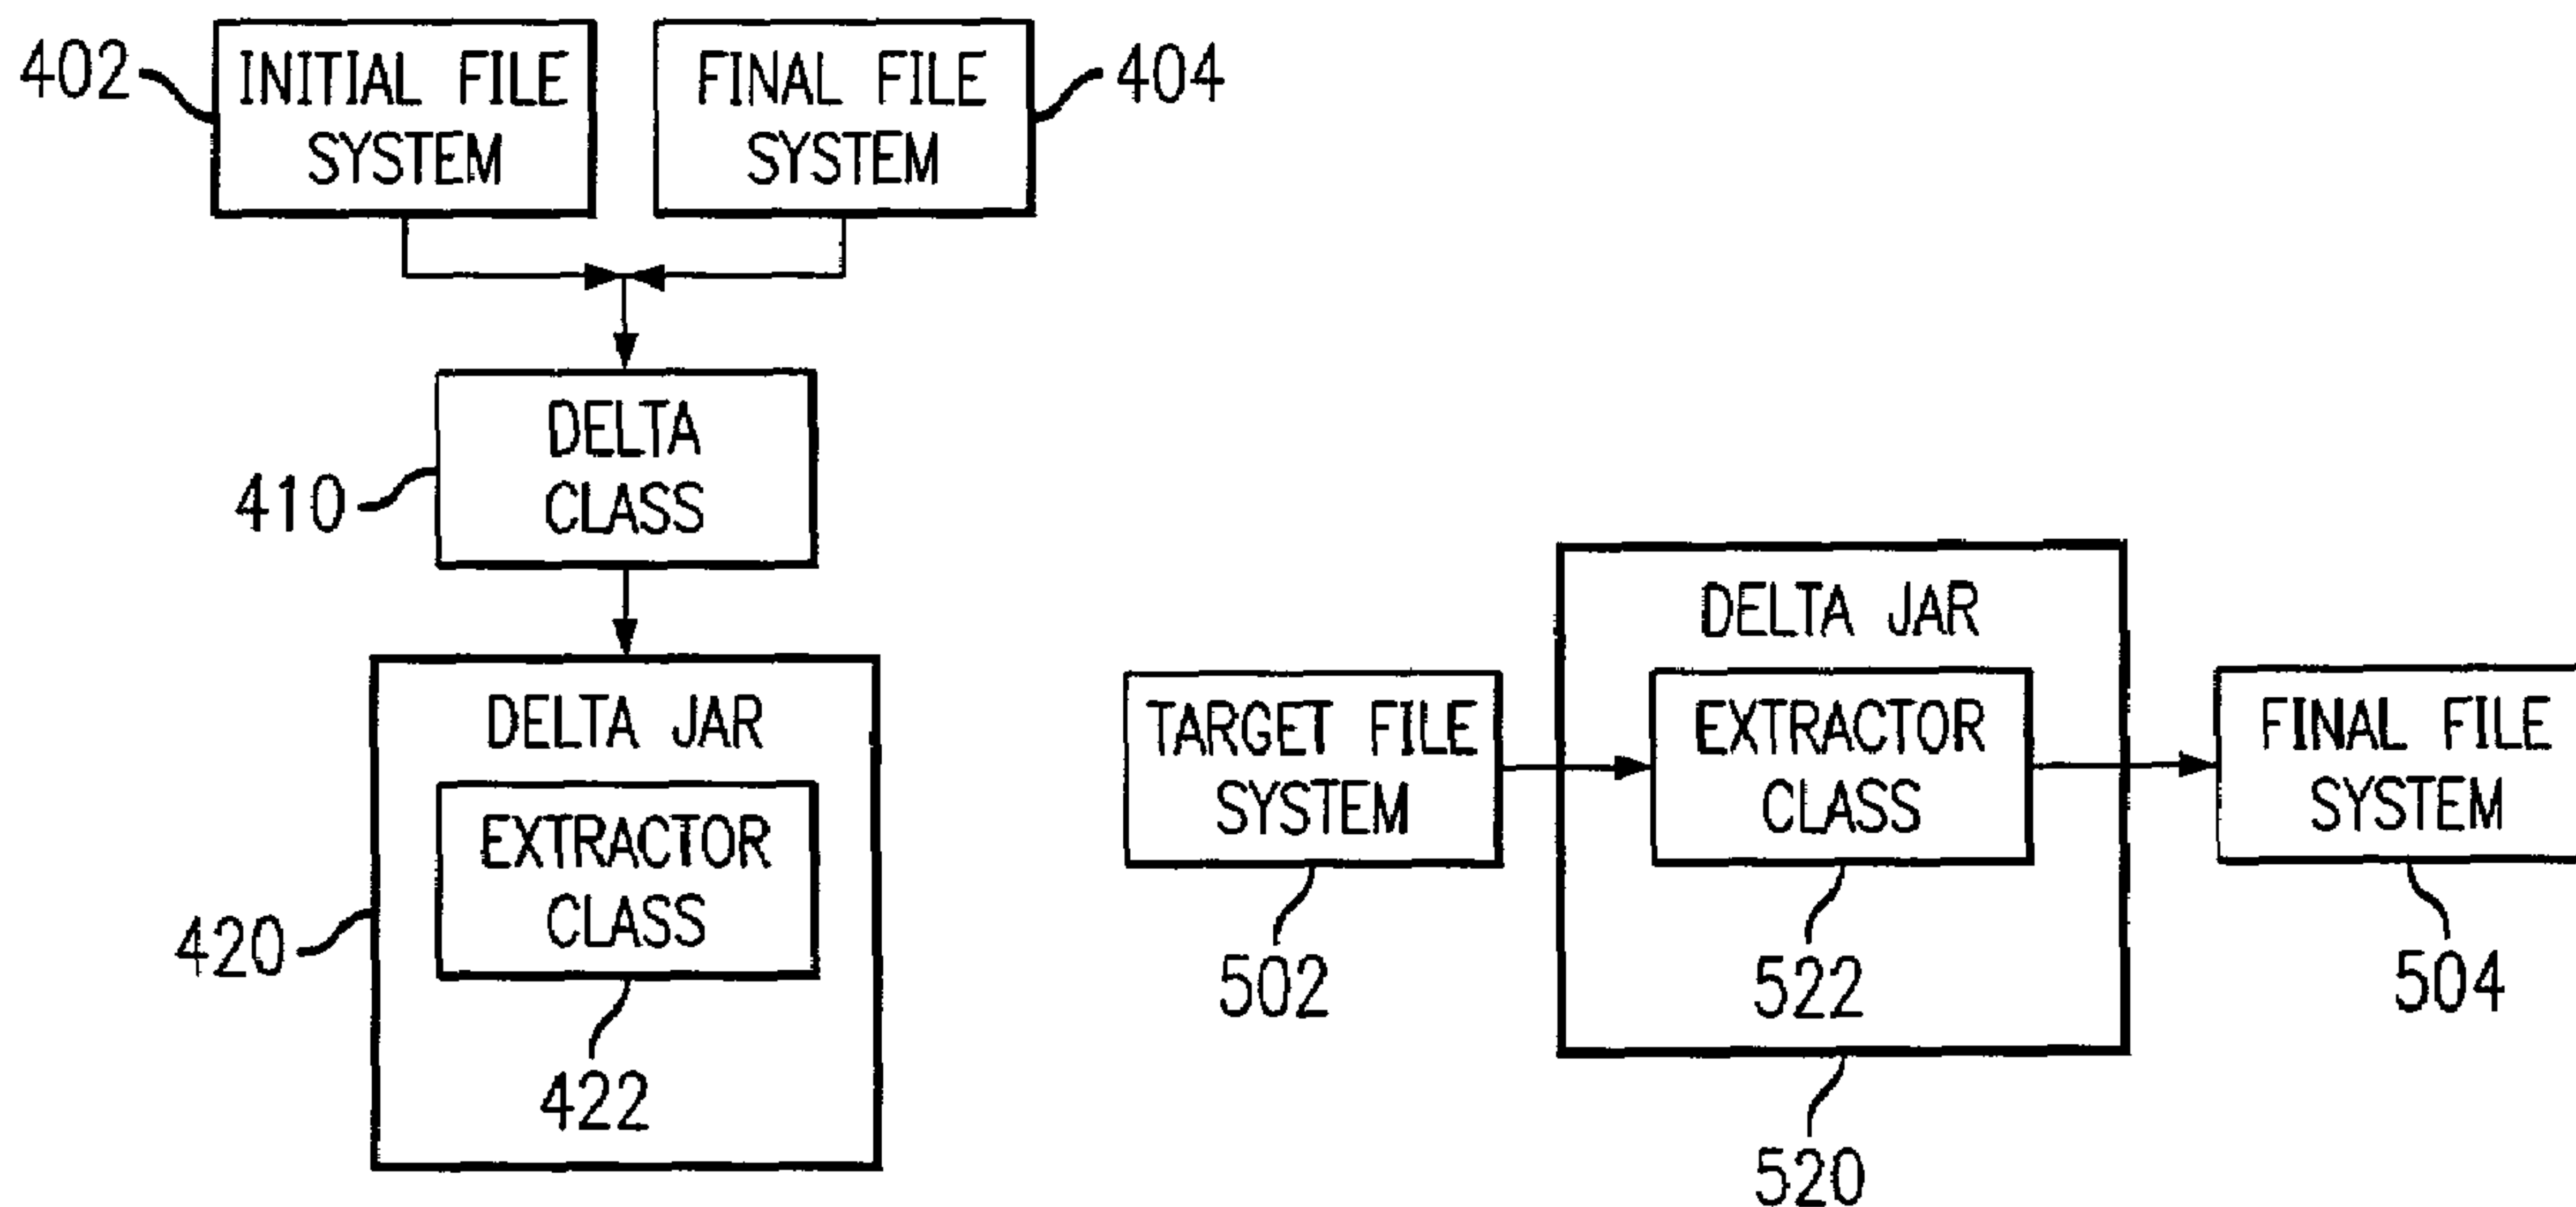 402
INITIAL FILE
SYSTEM
FINAL FILE
SYSTEM
404
410
DELTA
CLASS
420
DELTA JAR
EXTRACTOR
CLASS
422
TARGET FILE
SYSTEM
502
DELTA JAR
EXTRACTOR
CLASS
522
520
FINAL FILE
SYSTEM
504